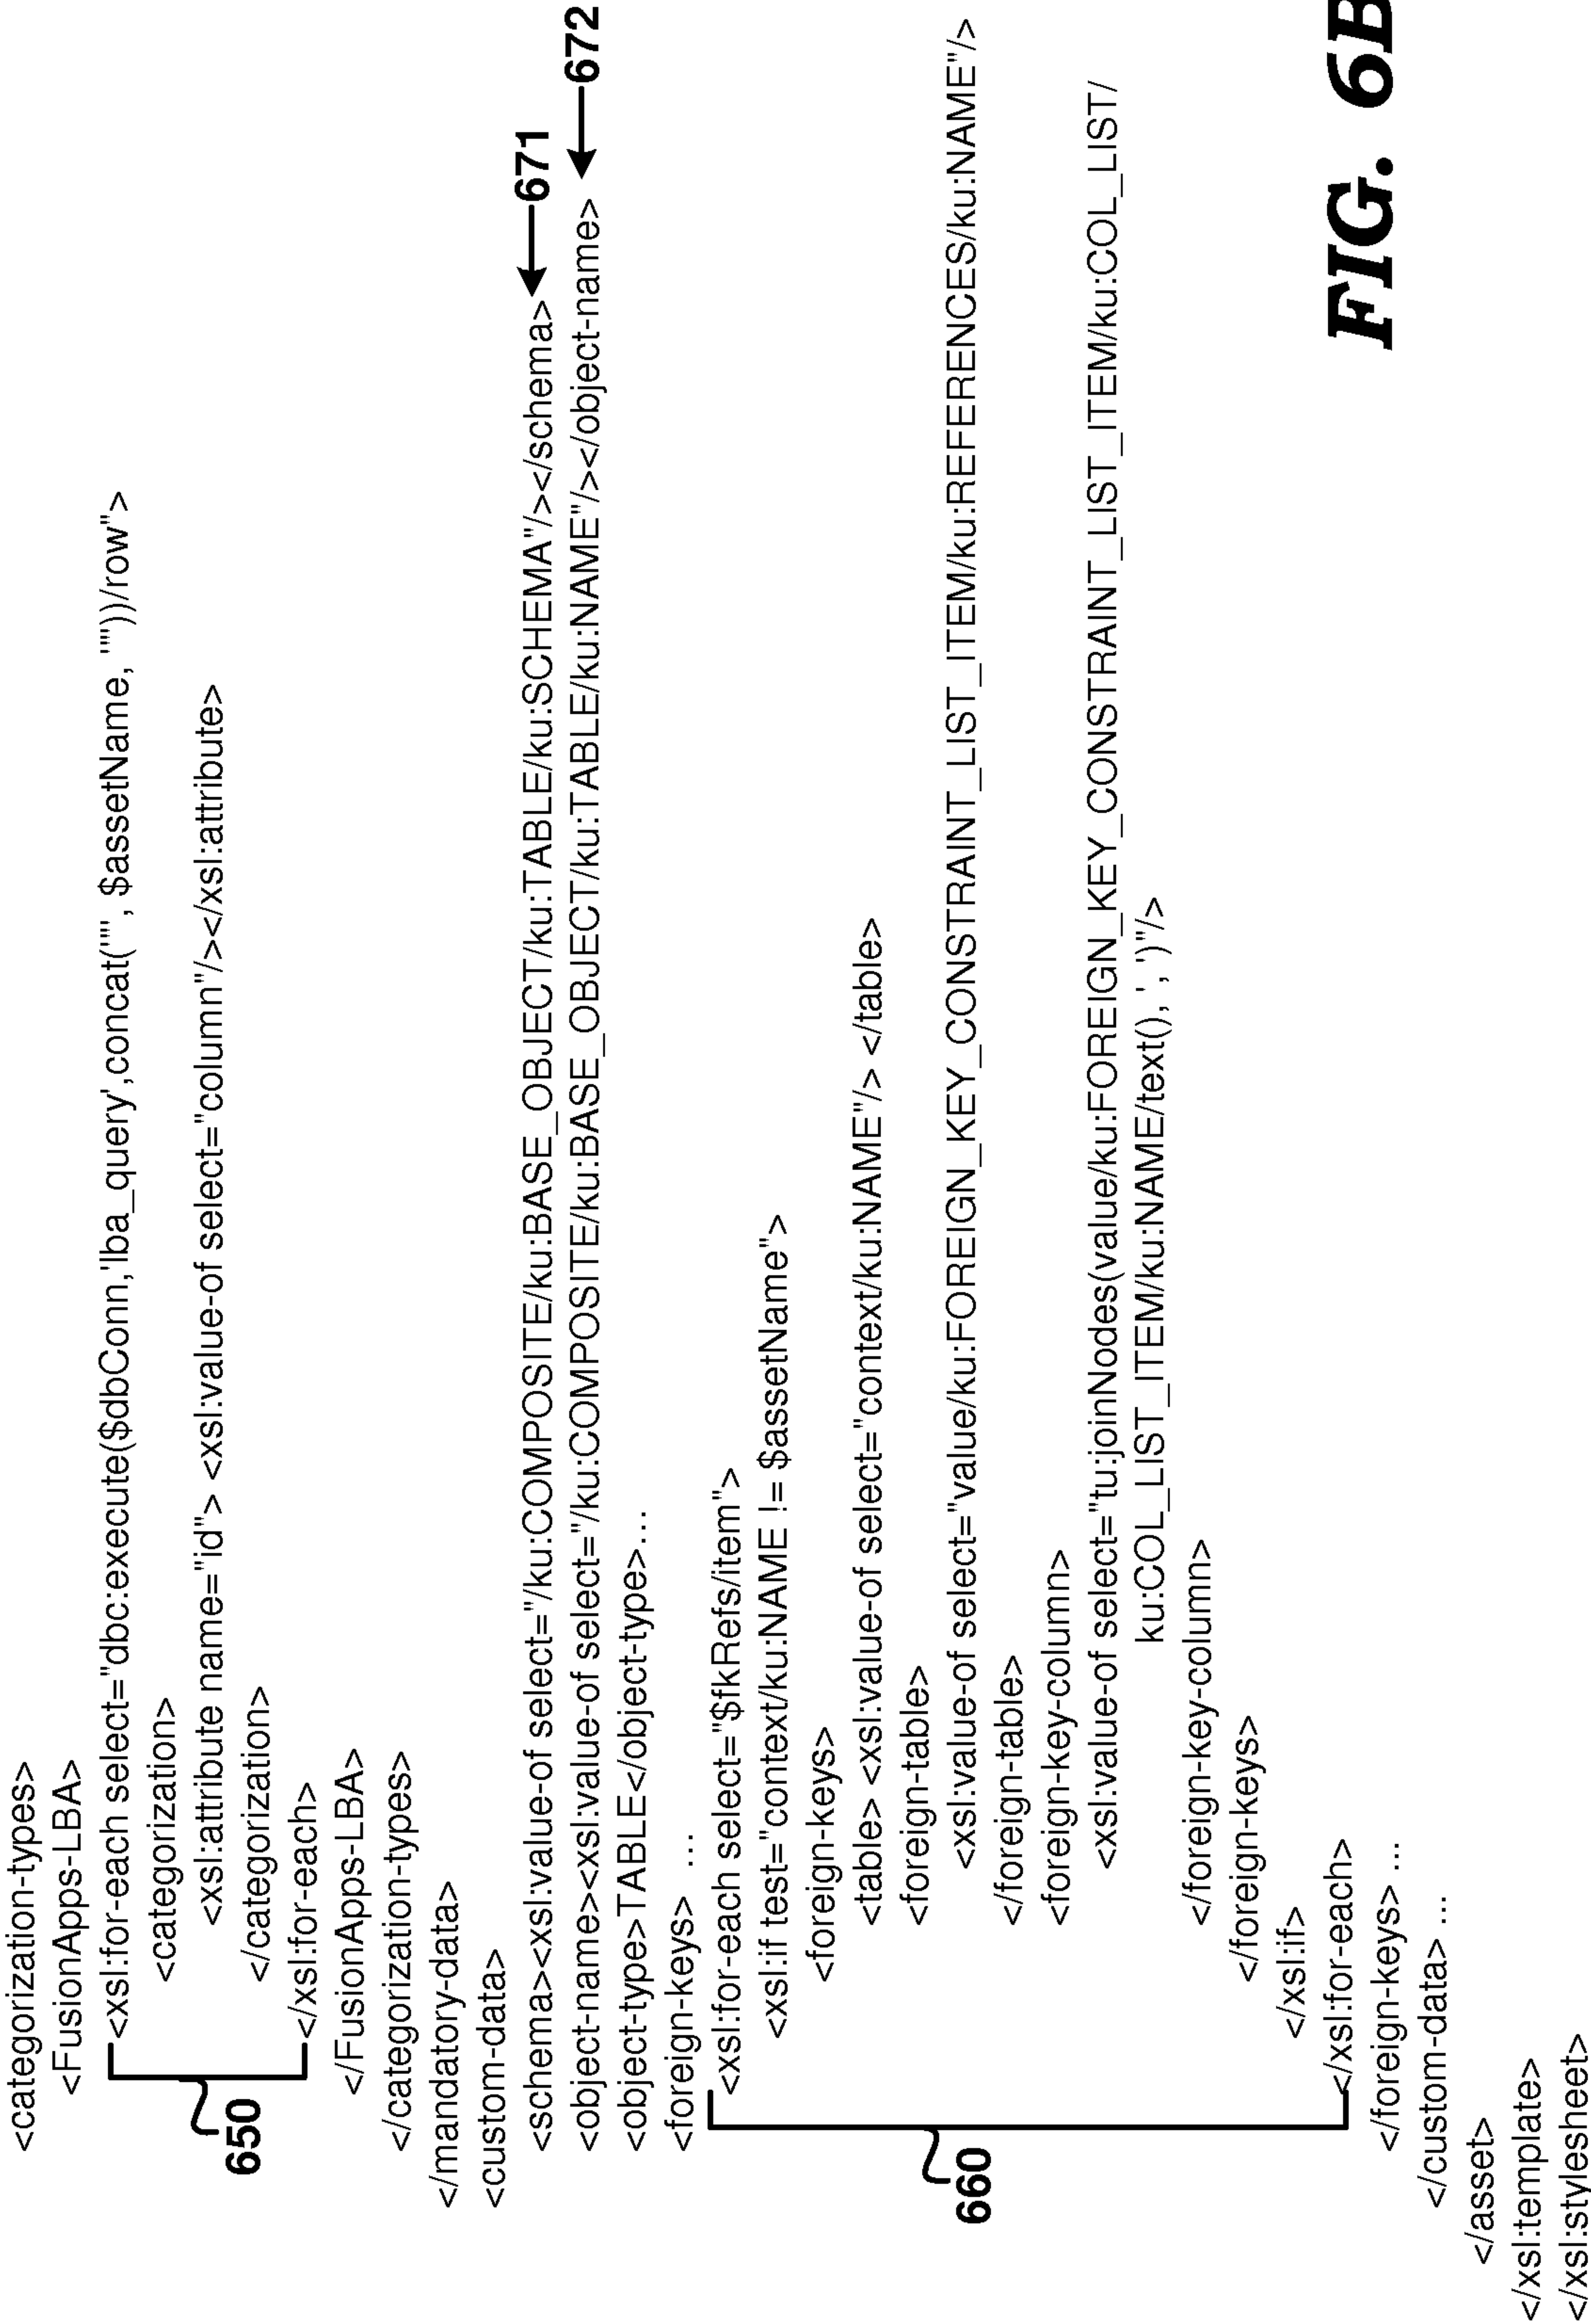 <categorization-types>
<FusionApps-LBA>
<xsl:for-each select="dbc:execute($dbConn,'lba_query',concat("'", $assetName, "'"))/row">
<categorization>
<xsl:attribute name="id"> <xsl:value-of select="column"/></xsl:attribute>
</categorization>
</xsl:for-each>
650
</FusionApps-LBA>
</categorization-types>
</mandatory-data>
<custom-data>
<schema><xsl:value-of select="/ku:COMPOSITE/ku:BASE_OBJECT/ku:TABLE/ku:SCHEMA"/></schema> 671
<object-name><xsl:value-of select="/ku:COMPOSITE/ku:BASE_OBJECT/ku:TABLE/ku:NAME"/></object-name> 672
<object-type>TABLE</object-type>...
<foreign-keys> ...
<xsl:for-each select="$fkRefs/item">
<xsl:if test="context/ku:NAME != $assetName">
<foreign-keys>
<table> <xsl:value-of select="context/ku:NAME"/> </table>
<foreign-table>
<xsl:value-of select="value/ku:FOREIGN_KEY_CONSTRAINT_LIST_ITEM/ku:REFERENCES/ku:NAME"/>
</foreign-table>
<foreign-key-column>
<xsl:value-of select="tu:joinNodes(value/ku:FOREIGN_KEY_CONSTRAINT_LIST_ITEM/ku:COL_LIST/
ku:COL_LIST_ITEM/ku:NAME/text(), ' , ')"/>
</foreign-key-column>
</foreign-keys>
</xsl:if>
</xsl:for-each>
660
</foreign-keys> ...
</custom-data> ...
</asset>
</xsl:template>
</xsl:stylesheet>
FIG. 6B